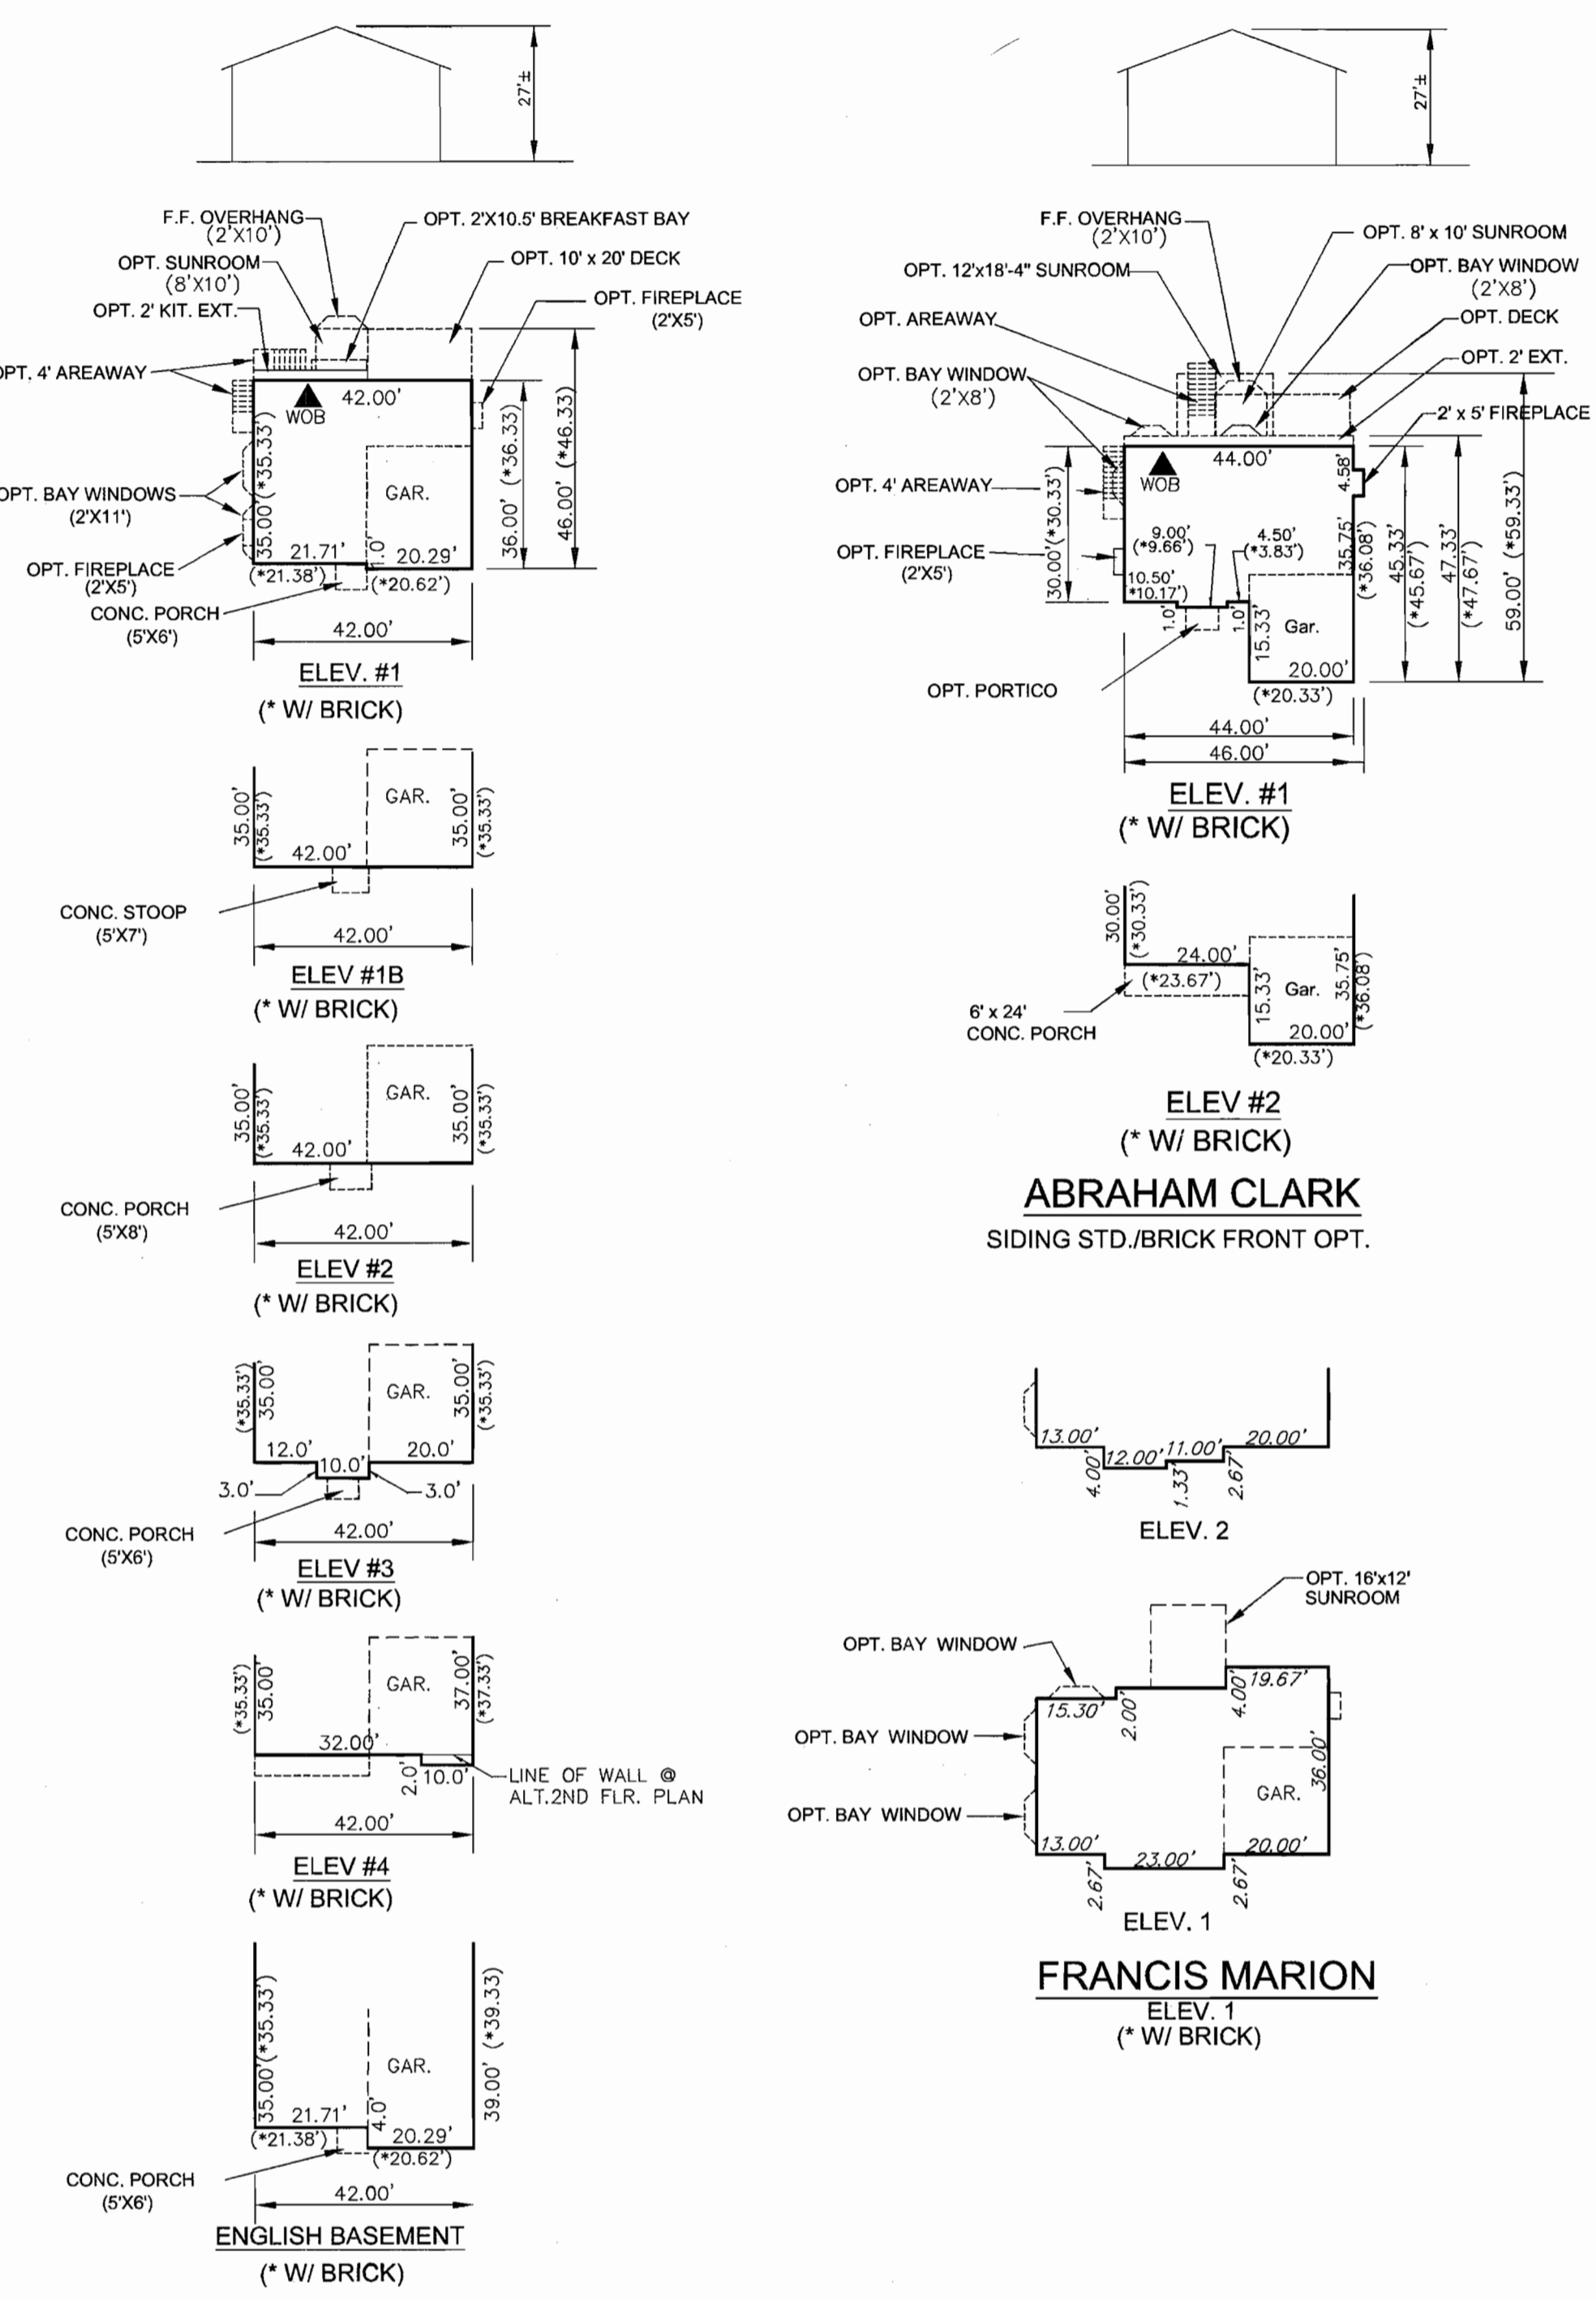 27'±
F.F. OVERHANG
(2'X10')
OPT. 2'X10.5' BREAKFAST BAY
OPT. SUNROOM
(8'X10')
OPT. 10' x 20' DECK
OPT. 2' KIT. EXT.
OPT. FIREPLACE
(2'X5')
OPT. 4' AREAWAY
42.00'
WOB
35.00' (*35.33')
GAR.
36.00' (*36.33')
46.00' (*46.33')
OPT. BAY WINDOWS
(2'X11')
21.71'
(*21.38')
1.0
20.29'
(*20.62')
OPT. FIREPLACE
(2'X5')
CONC. PORCH
(5'X6')
42.00'
ELEV. #1
(* W/ BRICK)
35.00'
(*35.33')
GAR.
35.00'
(*35.33')
42.00'
CONC. STOOP
(5'X7')
42.00'
ELEV #1B
(* W/ BRICK)
35.00'
(*35.33')
GAR.
35.00'
(*35.33')
42.00'
CONC. PORCH
(5'X8')
42.00'
ELEV #2
(* W/ BRICK)
(*35.33')
35.00'
GAR.
35.00'
(*35.33')
12.0'
10.0'
20.0'
3.0'
3.0'
CONC. PORCH
(5'X6')
42.00'
ELEV #3
(* W/ BRICK)
(*35.33')
35.00'
GAR.
37.00'
(*37.33')
32.00'
2.0'
10.0'
LINE OF WALL @
ALT.2ND FLR. PLAN
42.00'
ELEV #4
(* W/ BRICK)
35.00' (*35.33')
GAR.
39.00' (*39.33)
21.71'
(*21.38')
4.0'
20.29'
(*20.62')
CONC. PORCH
(5'X6')
42.00'
ENGLISH BASEMENT
(* W/ BRICK)
27'±
F.F. OVERHANG
(2'X10')
OPT. 8' x 10' SUNROOM
OPT. 12'x18'-4" SUNROOM
OPT. BAY WINDOW
(2'X8')
OPT. AREAWAY
OPT. DECK
OPT. 2' EXT.
OPT. BAY WINDOW
(2'X8')
2' x 5' FIREPLACE
44.00'
WOB
4.58'
OPT. 4' AREAWAY
30.00' (*30.33')
9.00'
(*9.66')
4.50'
(*3.83')
35.75'
(*36.08')
45.33'
(*45.67')
47.33'
(*47.67')
59.00' (*59.33')
OPT. FIREPLACE
(2'X5')
10.50'
*10.17')
1.0'
1.0'
15.33'
Gar.
20.00'
(*20.33')
OPT. PORTICO
44.00'
46.00'
ELEV. #1
(* W/ BRICK)
30.00'
(*30.33')
24.00'
(*23.67')
15.33'
Gar.
35.75'
(*36.08')
6' x 24'
CONC. PORCH
20.00'
(*20.33')
ELEV #2
(* W/ BRICK)
ABRAHAM CLARK
SIDING STD./BRICK FRONT OPT.
13.00'
4.00'
12.00'
11.00'
1.33'
20.00'
2.67'
ELEV. 2
OPT. 16'x12'
SUNROOM
OPT. BAY WINDOW
15.30'
2.00'
4.00'
19.67'
OPT. BAY WINDOW
36.00'
GAR.
OPT. BAY WINDOW
13.00'
2.67'
23.00'
2.67'
20.00'
ELEV. 1
FRANCIS MARION
ELEV. 1
(* W/ BRICK)